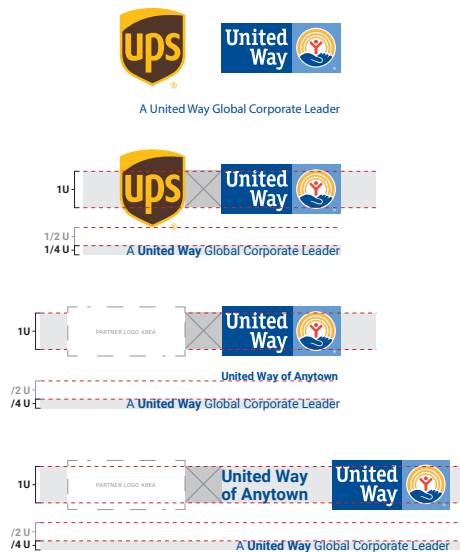 ups
United
Way
®
®
A United Way Global Corporate Leader
ups
United
Way
®
1U
®
1/2 U
1/4 U
A United Way Global Corporate Leader
PARTNER LOGO AREA
United
Way
®
1U
United Way of Anytown
/2 U
/4 U
A United Way Global Corporate Leader
PARTNER LOGO AREA
United Way
of Anytown
United
Way
®
1U
/2 U
/4 U
A United Way Global Corporate Leader